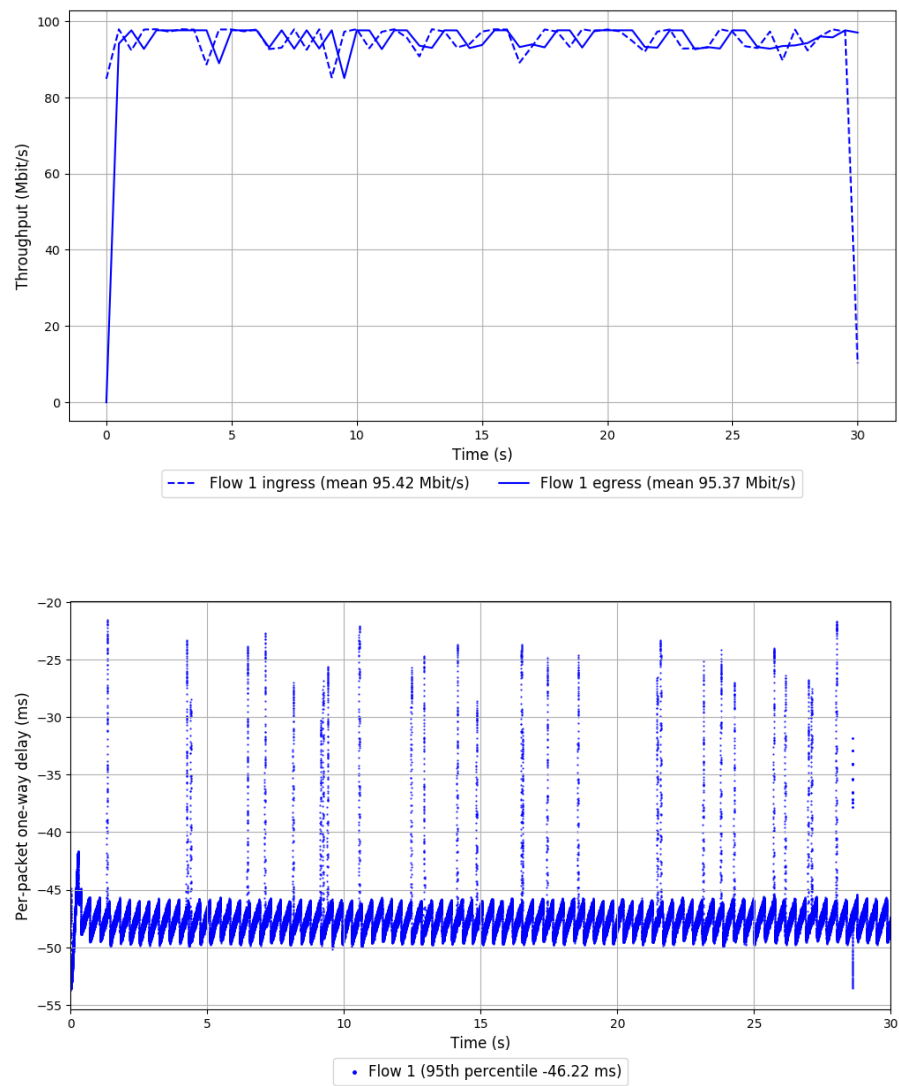 100
80
60
40
20
0
Throughput (Mbit/s)
0 5 10 15 20 25 30
Time (s)
Flow 1 ingress (mean 95.42 Mbit/s) Flow 1 egress (mean 95.37 Mbit/s)
−20
−25
−30
−35
−40
−45
−50
−55
Per-packet one-way delay (ms)
0 5 10 15 20 25 30
Time (s)
Flow 1 (95th percentile -46.22 ms)